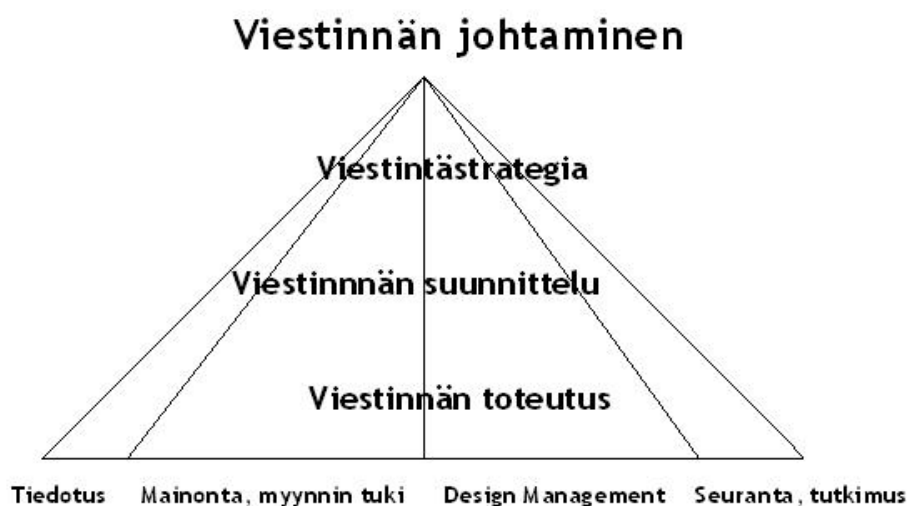 Viestinnän johtaminen
Viestintästrategia
Viestinnnän suunnittelu
Viestinnän toteutus
Tiedotus Mainonta, myynnin tuki Design Management Seuranta, tutkimus